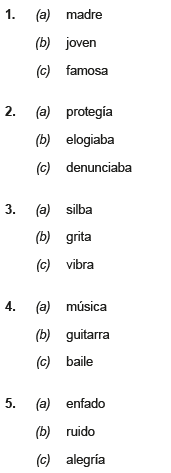 1. (a) madre
(b) joven
(c) famosa
2. (a) protegía
(b) elogiaba
(c) denunciaba
3. (a) silba
(b) grita
(c) vibra
4. (a) música
(b) guitarra
(c) baile
5. (a) enfado
(b) ruido
(c) alegría